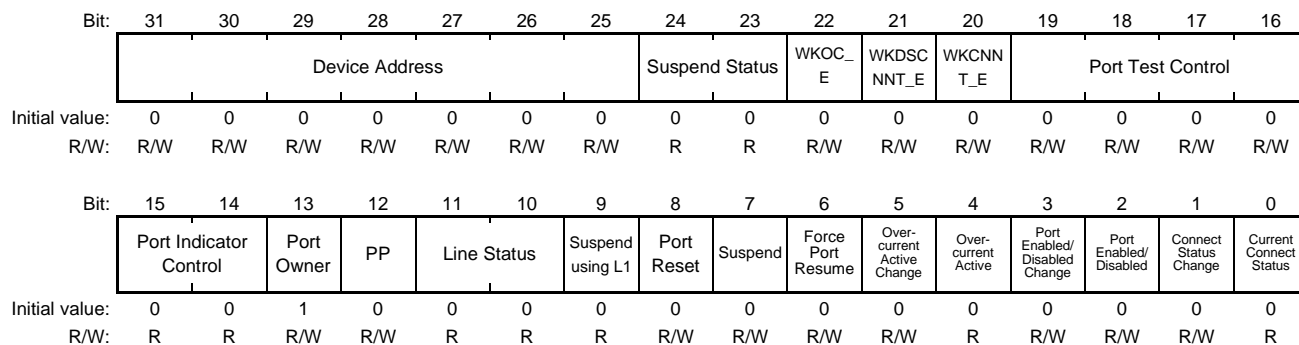 Bit: 31 30 29 28 27 26 25 24 23 22 21 20 19 18 17 16
Device Address Suspend Status WKOC_ E WKDSC NNT_E WKCNN T_E Port Test Control
Initial value: 0 0 0 0 0 0 0 0 0 0 0 0 0 0 0 0
R/W: R/W R/W R/W R/W R/W R/W R/W R R R/W R/W R/W R/W R/W R/W R/W
Bit: 15 14 13 12 11 10 9 8 7 6 5 4 3 2 1 0
Port Indicator Control Port Owner PP Line Status Suspend using L1 Port Reset Suspend Force Port Resume Over- current Active Change Over- current Active Port Enabled/ Disabled Change Port Enabled/ Disabled Connect Status Change Current Connect Status
Initial value: 0 0 1 0 0 0 0 0 0 0 0 0 0 0 0 0
R/W: R R R/W R/W R R R R/W R/W R/W R/W R R/W R/W R/W R